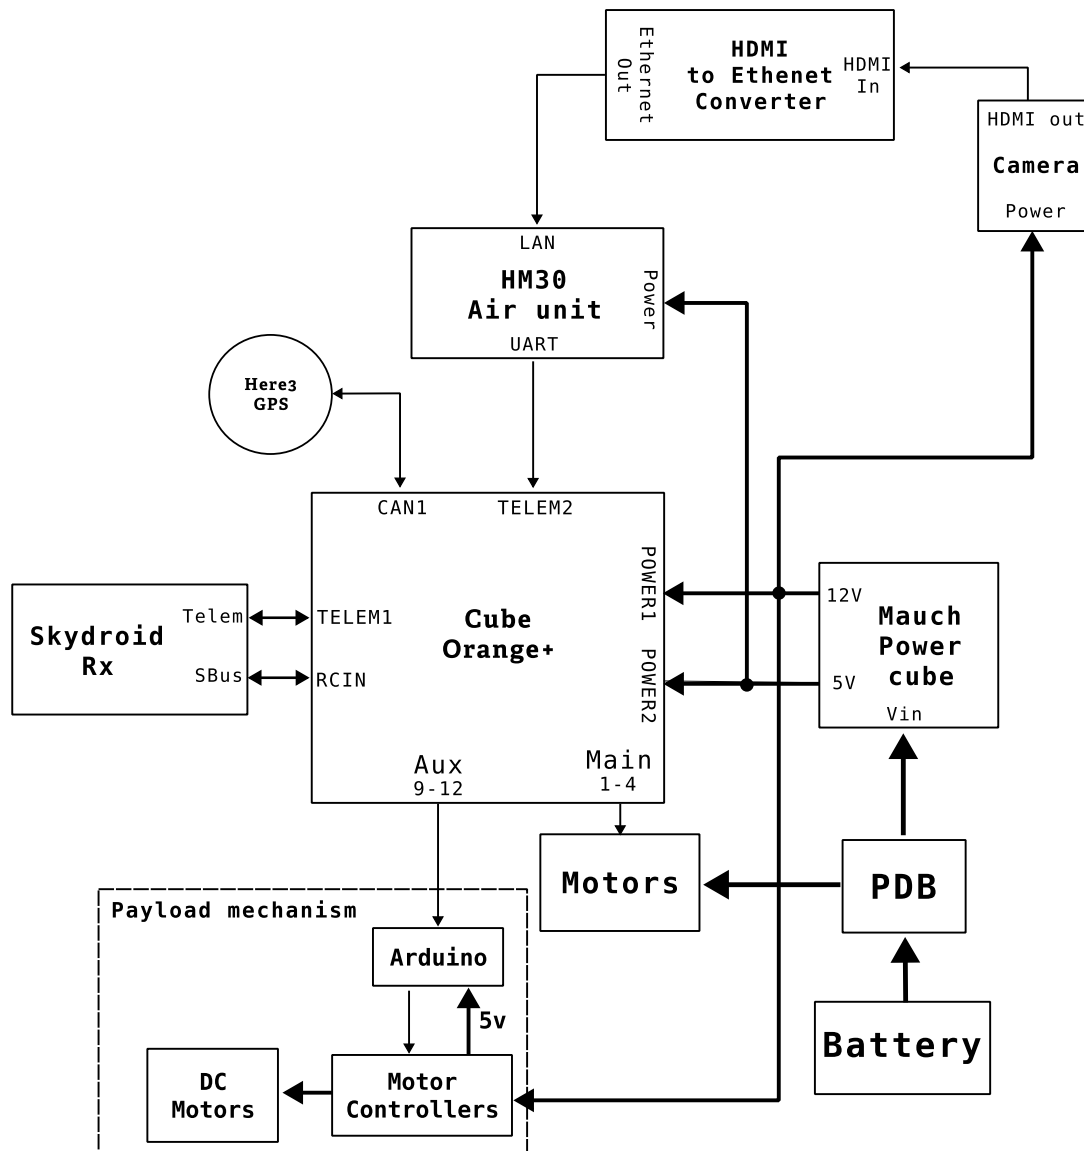 HDMI
to Ethenet
Converter
Ethernet
Out
HDMI
In
HDMI out
Camera
Power
LAN
HM30
Air unit
Power
UART
Here3
GPS
CAN1
TELEM2
POWER1
Cube
Orange+
TELEM1
RCIN
POWER2
Aux
9-12
Main
1-4
Telem
Skydroid
Rx
SBus
12V
Mauch
Power
cube
5V
Vin
Motors
PDB
Battery
Payload mechanism
Arduino
5v
DC
Motors
Motor
Controllers